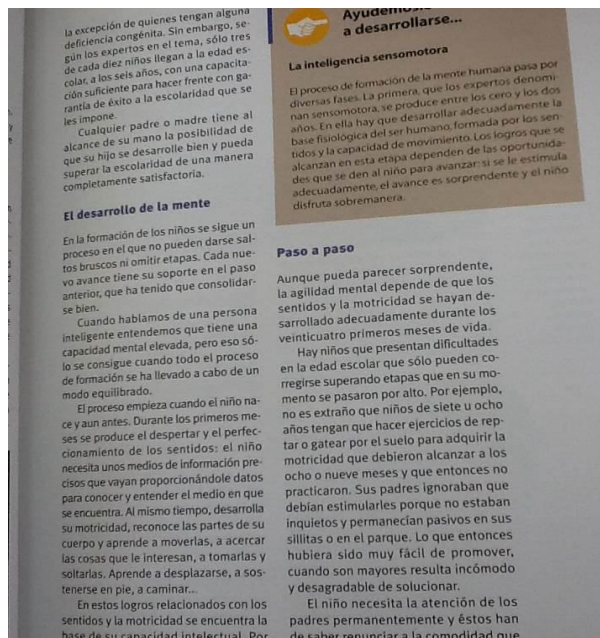 la excepción de quienes tengan alguna
deficiencia congénita. Sin embargo, se-
gún los expertos en el tema, sólo tres
de cada diez niños llegan a la edad es-
colar, a los seis años, con una capacita-
ción suficiente para hacer frente con ga-
rantía de éxito a la escolaridad que se
les impone.
Cualquier padre o madre tiene al
alcance de su mano la posibilidad de
que su hijo se desarrolle bien y pueda
superar la escolaridad de una manera
completamente satisfactoria.
El desarrollo de la mente
En la formación de los niños se sigue un
proceso en el que no pueden darse sal-
tos bruscos ni omitir etapas. Cada nue-
vo avance tiene su soporte en el paso
anterior, que ha tenido que consolidar-
se bien.
Cuando hablamos de una persona
inteligente entendemos que tiene una
capacidad mental elevada, pero eso só-
lo se consigue cuando todo el proceso
de formación se ha llevado a cabo de un
modo equilibrado.
El proceso empieza cuando el niño na-
ce y aun antes. Durante los primeros me-
ses se produce el despertar y el perfec-
cionamiento de los sentidos: el niño
necesita unos medios de información pre-
cisos que vayan proporcionándole datos
para conocer y entender el medio en que
se encuentra. Al mismo tiempo, desarrolla
su motricidad, reconoce las partes de su
cuerpo y aprende a moverlas, a acercar
las cosas que le interesan, a tomarlas y
soltarlas. Aprende a desplazarse, a sos-
tenerse en pie, a caminar...
En estos logros relacionados con los
sentidos y la motricidad se encuentra la
base de su capacidad intelectual. Por
Ayudémosle
a desarrollarse...
La inteligencia sensomotora
El proceso de formación de la mente humana pasa por
diversas fases. La primera, que los expertos denomi-
nan sensomotora, se produce entre los cero y los dos
años. En ella hay que desarrollar adecuadamente la
base fisiológica del ser humano, formada por los sen-
tidos y la capacidad de movimiento. Los logros que se
alcanzan en esta etapa dependen de las oportunida-
des que se den al niño para avanzar: si se le estimula
adecuadamente, el avance es sorprendente y el niño
disfruta sobremanera.
Paso a paso
Aunque pueda parecer sorprendente,
la agilidad mental depende de que los
sentidos y la motricidad se hayan de-
sarrollado adecuadamente durante los
veinticuatro primeros meses de vida.
Hay niños que presentan dificultades
en la edad escolar que sólo pueden co-
rregirse superando etapas que en su mo-
mento se pasaron por alto. Por ejemplo,
no es extraño que niños de siete u ocho
años tengan que hacer ejercicios de rep-
tar o gatear por el suelo para adquirir la
motricidad que debieron alcanzar a los
ocho o nueve meses y que entonces no
practicaron. Sus padres ignoraban que
debían estimularles porque no estaban
inquietos y permanecían pasivos en sus
sillitas o en el parque. Lo que entonces
hubiera sido muy fácil de promover,
cuando son mayores resulta incómodo
y desagradable de solucionar.
El niño necesita la atención de los
padres permanentemente y éstos han
de saber renunciar a la comodidad que